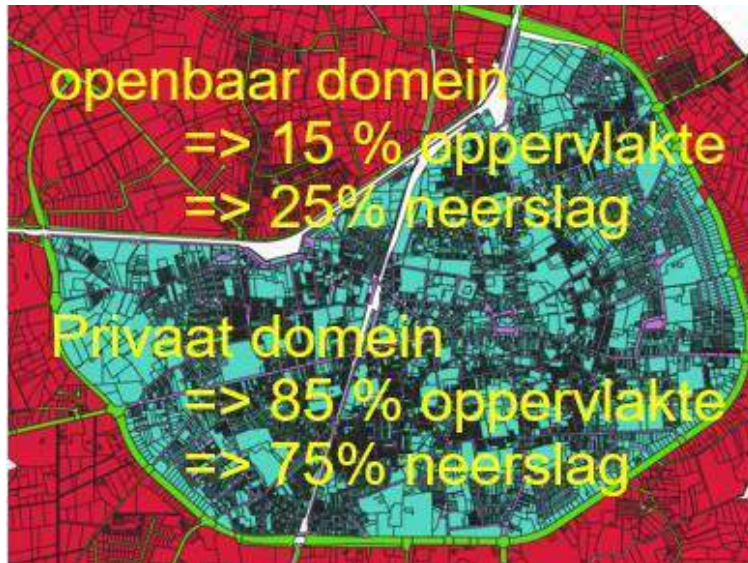 openbaar domein
=> 15 % oppervlakte
=> 25% neerslag
Privaat domein
=> 85 % oppervlakte
=> 75% neerslag